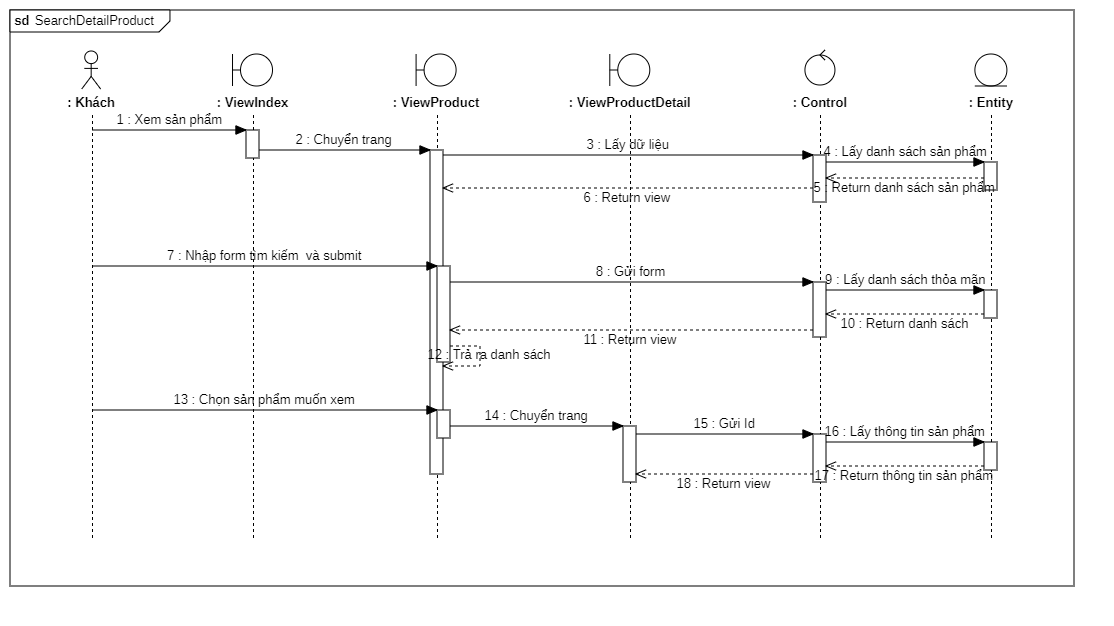 sd SearchDetailProduct
: Khách
: ViewIndex
: ViewProduct
: ViewProductDetail
: Control
: Entity
1 : Xem sản phẩm
2 : Chuyển trang
3 : Lấy dữ liệu
4 : Lấy danh sách sản phẩm
5 : Return danh sách sản phẩm
6 : Return view
7 : Nhập form tìm kiếm  và submit
8 : Gửi form
9 : Lấy danh sách thỏa mãn
10 : Return danh sách
11 : Return view
12 : Trả ra danh sách
13 : Chọn sản phẩm muốn xem
14 : Chuyển trang
15 : Gửi Id
16 : Lấy thông tin sản phẩm
17 : Return thông tin sản phẩm
18 : Return view